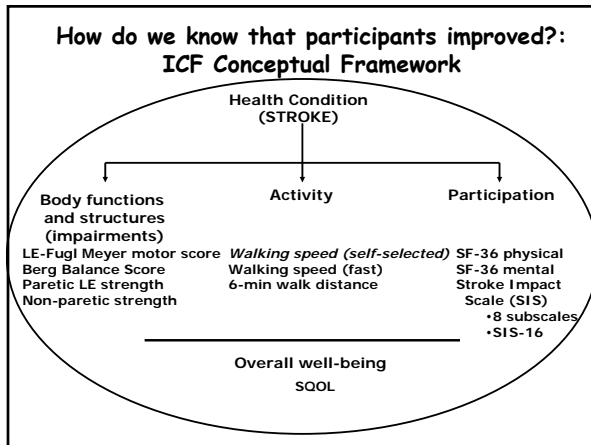 How do we know that participants improved?:
ICF Conceptual Framework
Health Condition
(STROKE)
Body functions
and structures
(impairments)
LE-Fugl Meyer motor score
Berg Balance Score
Paretic LE strength
Non-paretic strength
Activity
Walking speed (self-selected)
Walking speed (fast)
6-min walk distance
Participation
SF-36 physical
SF-36 mental
Stroke Impact
Scale (SIS)
•8 subscales
•SIS-16
Overall well-being
SQOL